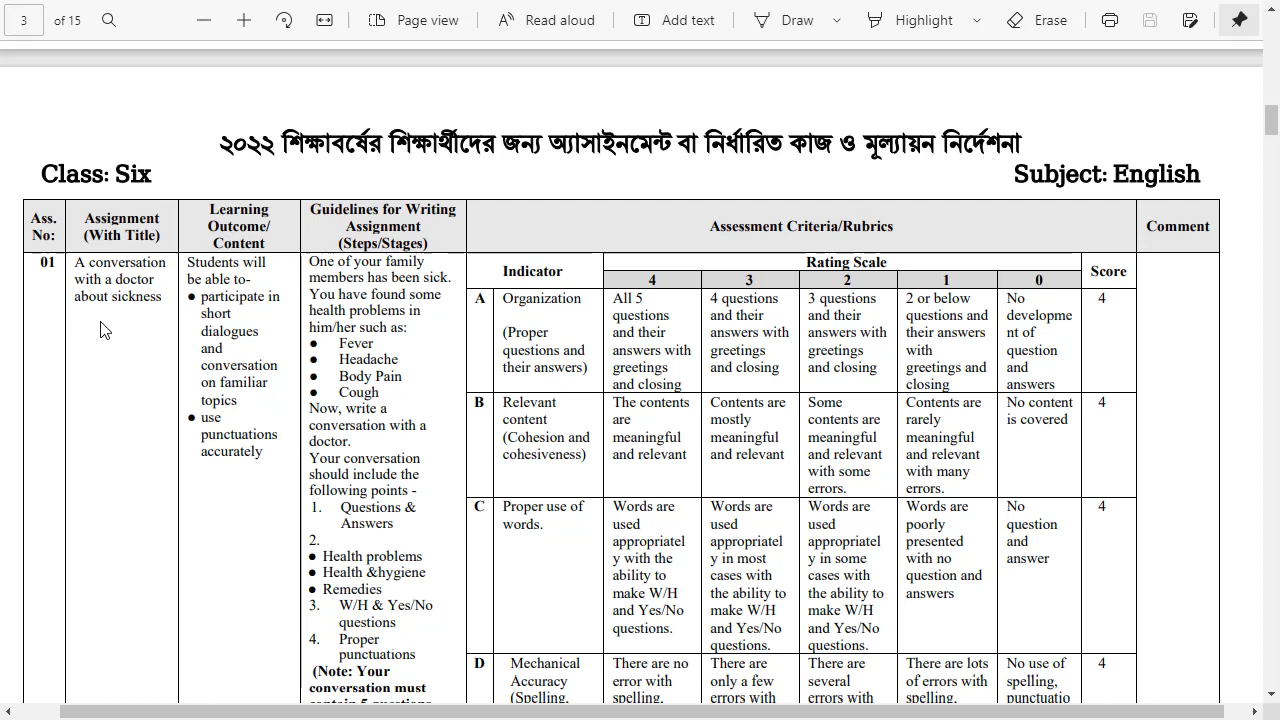 3 of 15 Page view Read aloud Add text Draw Highlight Erase
২০২২ শিক্ষাবর্ষের শিক্ষার্থীদের জন্য অ্যাসাইনমেন্ট বা নির্ধারিত কাজ ও মূল্যায়ন নির্দেশনা
Class: Six
Subject: English
Ass.
No:
Assignment
(With Title)
Learning
Outcome/
Content
Guidelines for Writing
Assignment
(Steps/Stages)
Assessment Criteria/Rubrics
Comment
01
A conversation
with a doctor
about sickness
Students will
be able to-
● participate in
short
dialogues
and
conversation
on familiar
topics
● use
punctuations
accurately
One of your family
members has been sick.
You have found some
health problems in
him/her such as:
● Fever
● Headache
● Body Pain
● Cough
Now, write a
conversation with a
doctor.
Your conversation
should include the
following points -
1. Questions &
Answers
2.
● Health problems
● Health &hygiene
● Remedies
3. W/H & Yes/No
questions
4. Proper
punctuations
(Note: Your
conversation must
contain 5 questions
Indicator
Rating Scale
4 3 2 1 0
Score
A
Organization
(Proper
questions and
their answers)
All 5
questions
and their
answers with
greetings
and closing
4 questions
and their
answers with
greetings
and closing
3 questions
and their
answers with
greetings
and closing
2 or below
questions and
their answers
with
greetings and
closing
No
developme
nt of
question
and
answers
4
B
Relevant
content
(Cohesion and
cohesiveness)
The contents
are
meaningful
and relevant
Contents are
mostly
meaningful
and relevant
Some
contents are
meaningful
and relevant
with some
errors.
Contents are
rarely
meaningful
and relevant
with many
errors.
No content
is covered
4
C
Proper use of
words.
Words are
used
appropriatel
y with the
ability to
make W/H
and Yes/No
questions.
Words are
used
appropriatel
y in most
cases with
the ability to
make W/H
and Yes/No
questions.
Words are
used
appropriatel
y in some
cases with
the ability to
make W/H
and Yes/No
questions.
Words are
poorly
presented
with no
question and
answers
No
question
and
answer
4
D
Mechanical
Accuracy
(Spelling,
There are no
error with
spelling,
There are
only a few
errors with
There are
several
errors with
There are lots
of errors with
spelling,
No use of
spelling,
punctuatio
4